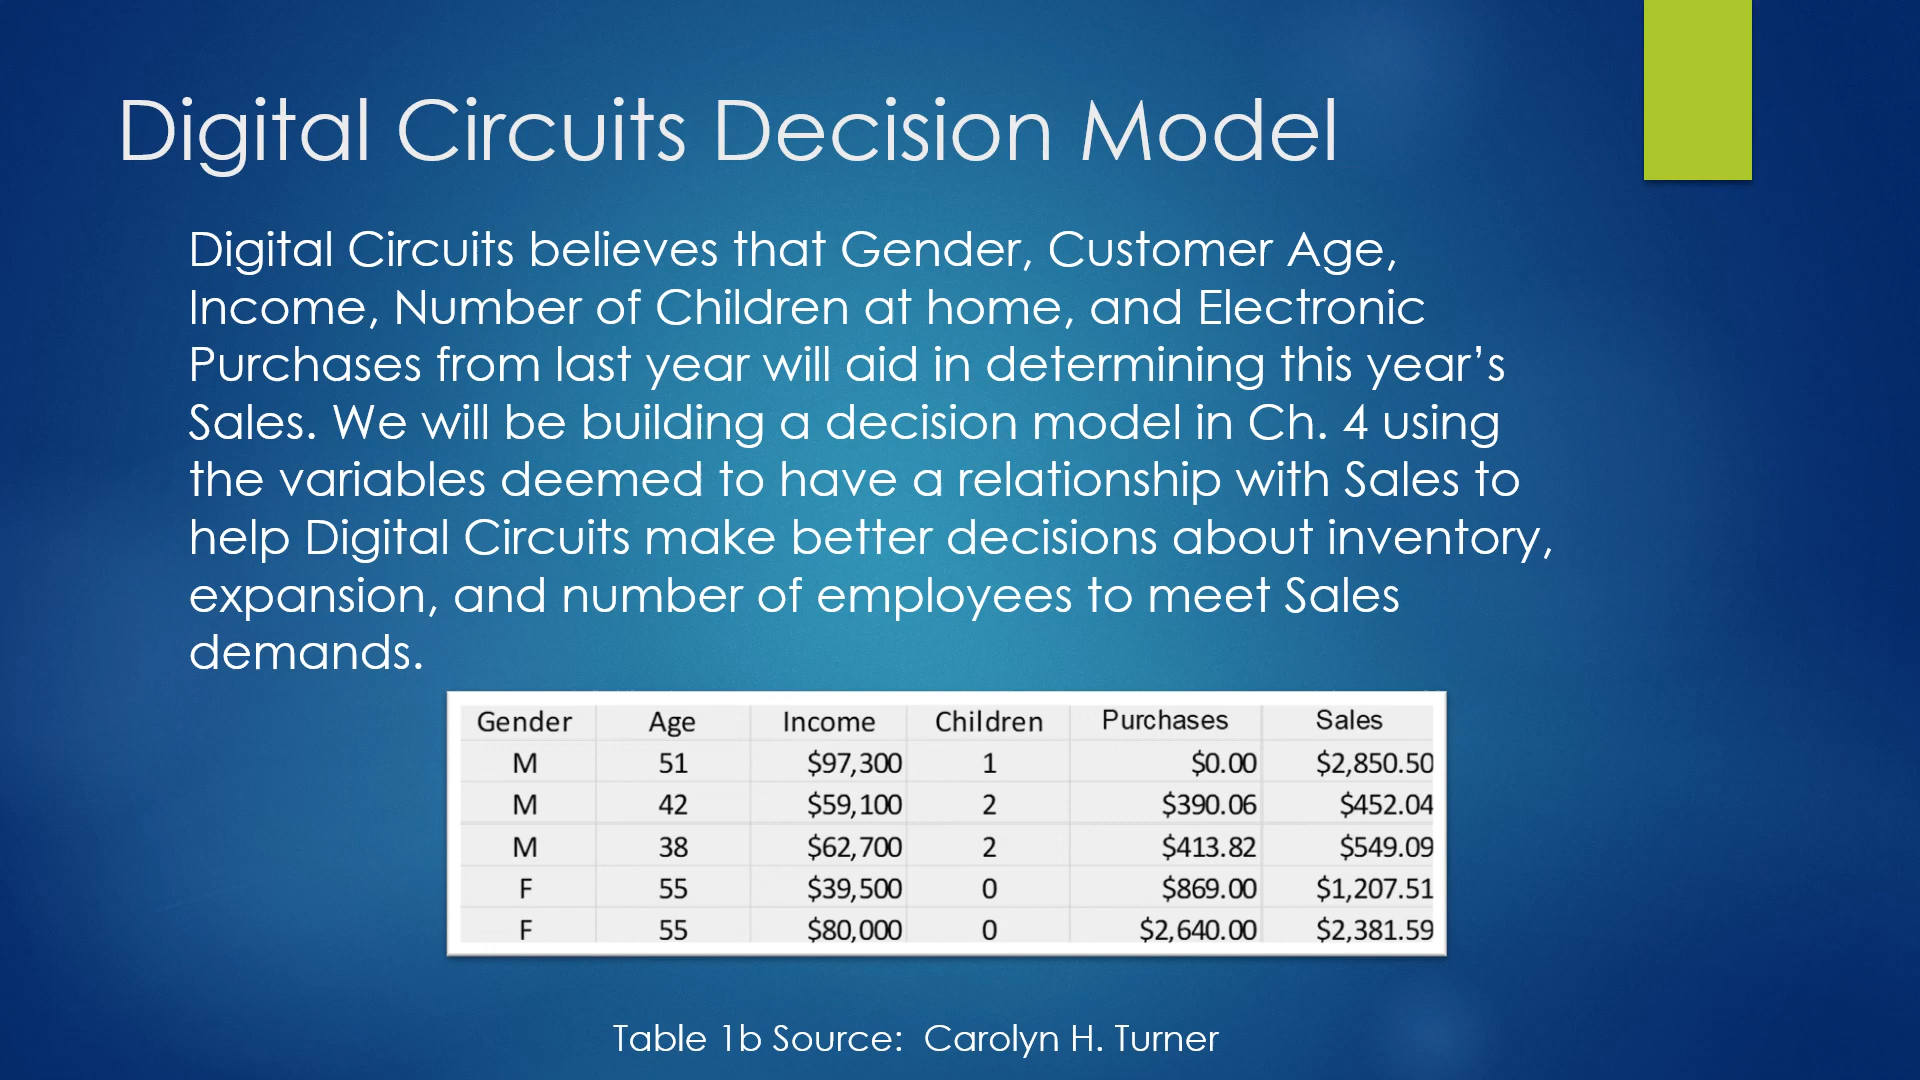 Digital Circuits Decision Model
Digital Circuits believes that Gender, Customer Age,
Income, Number of Children at home, and Electronic
Purchases from last year will aid in determining this year’s
Sales. We will be building a decision model in Ch. 4 using
the variables deemed to have a relationship with Sales to
help Digital Circuits make better decisions about inventory,
expansion, and number of employees to meet Sales
demands.
Gender Age Income Children Purchases Sales
M 51 $97,300 1 $0.00 $2,850.50
M 42 $59,100 2 $390.06 $452.04
M 38 $62,700 2 $413.82 $549.09
F 55 $39,500 0 $869.00 $1,207.51
F 55 $80,000 0 $2,640.00 $2,381.59
Table 1b Source:  Carolyn H. Turner